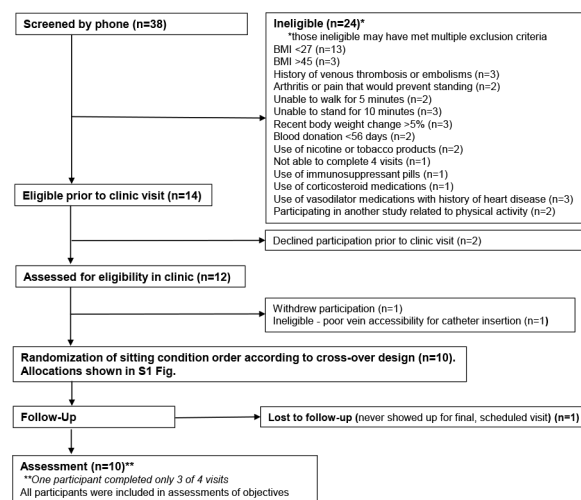 Screened by phone (n=38)
Ineligible (n=24)*
*those ineligible may have met multiple exclusion criteria
BMI <27 (n=13)
BMI >45 (n=3)
History of venous thrombosis or embolisms (n=3)
Arthritis or pain that would prevent standing (n=2)
Unable to walk for 5 minutes (n=2)
Unable to stand for 10 minutes (n=3)
Recent body weight change >5% (n=3)
Blood donation <56 days (n=2)
Use of nicotine or tobacco products (n=2)
Not able to complete 4 visits (n=1)
Use of immunosuppressant pills (n=1)
Use of corticosteroid medications (n=1)
Use of vasodilator medications with history of heart disease (n=3)
Participating in another study related to physical activity (n=2)
Eligible prior to clinic visit (n=14)
Declined participation prior to clinic visit (n=2)
Assessed for eligibility in clinic (n=12)
Withdrew participation (n=1)
Ineligible - poor vein accessibility for catheter insertion (n=1)
Randomization of sitting condition order according to cross-over design (n=10).
Allocations shown in S1 Fig.
Follow-Up
Lost to follow-up (never showed up for final, scheduled visit) (n=1)
Assessment (n=10)**
**One participant completed only 3 of 4 visits
All participants were included in assessments of objectives